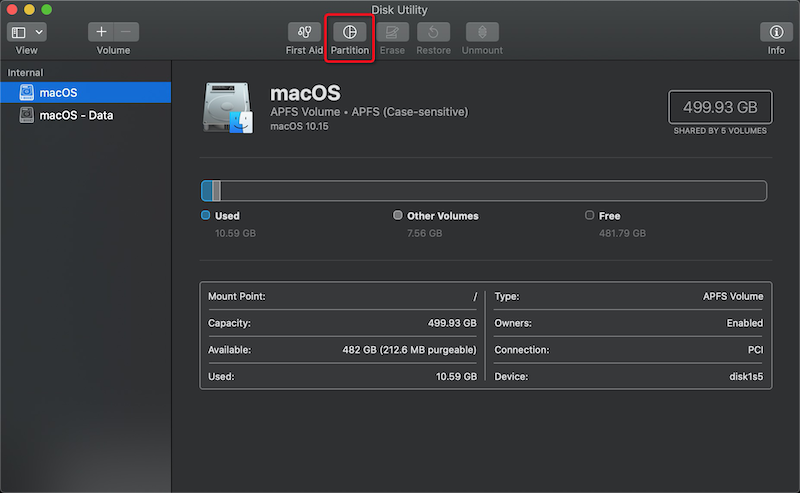 Disk Utility
View
Volume
First Aid
Partition
Erase
Restore
Unmount
Info
Internal
macOS
macOS - Data
macOS
APFS Volume • APFS (Case-sensitive)
macOS 10.15
499.93 GB
SHARED BY 5 VOLUMES
Used
10.59 GB
Other Volumes
7.56 GB
Free
481.79 GB
Mount Point: /
Capacity: 499.93 GB
Available: 482 GB (212.6 MB purgeable)
Used: 10.59 GB
Type: APFS Volume
Owners: Enabled
Connection: PCI
Device: disk1s5